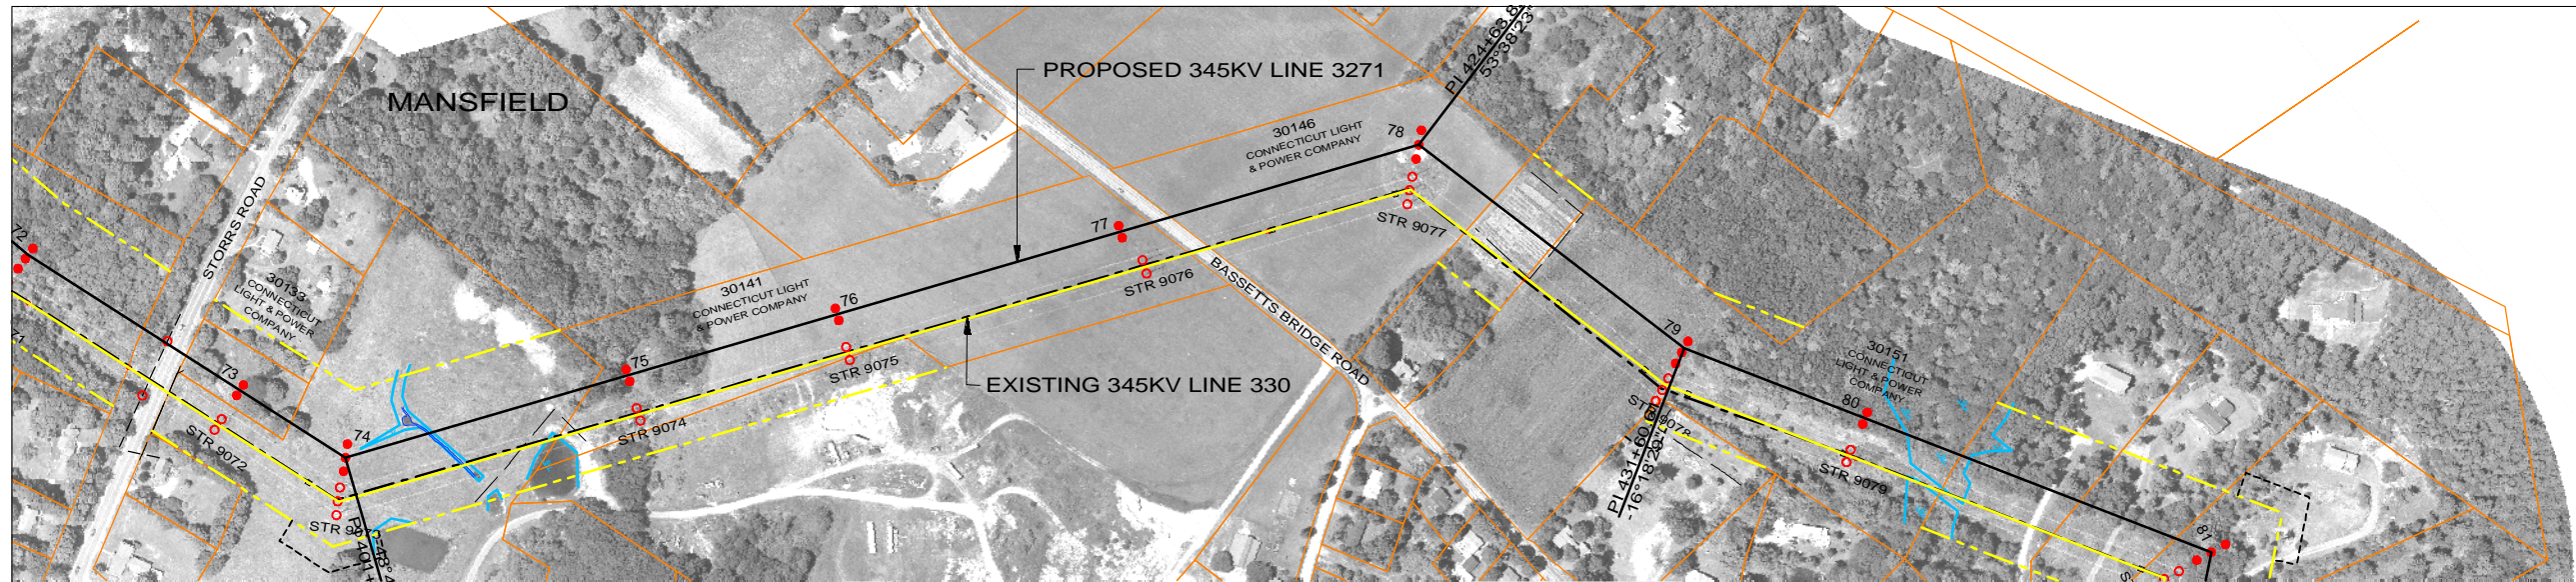 PROPOSED 345KV LINE 3271
MANSFIELD
PI 424+63.8
53°38'23"
78
30146
CONNECTICUT LIGHT
& POWER COMPANY
72
STORRS ROAD
77
STR 9077
30133
CONNECTICUT
LIGHT & POWER
COMPANY
30141
CONNECTICUT LIGHT
& POWER COMPANY
76
STR 9076
BASSETTS BRIDGE ROAD
79
75
STR 9075
EXISTING 345KV LINE 330
30151
CONNECTICUT
LIGHT & POWER
COMPANY
73
80
STR 9074
STR 9078
74
STR 9072
STR 9079
PI 431+60
-16°18'29"
81
401+